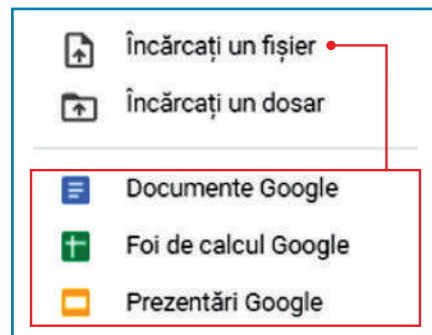 Încărcați un fișier
Încărcați un dosar
Documente Google
Foi de calcul Google
Prezentări Google